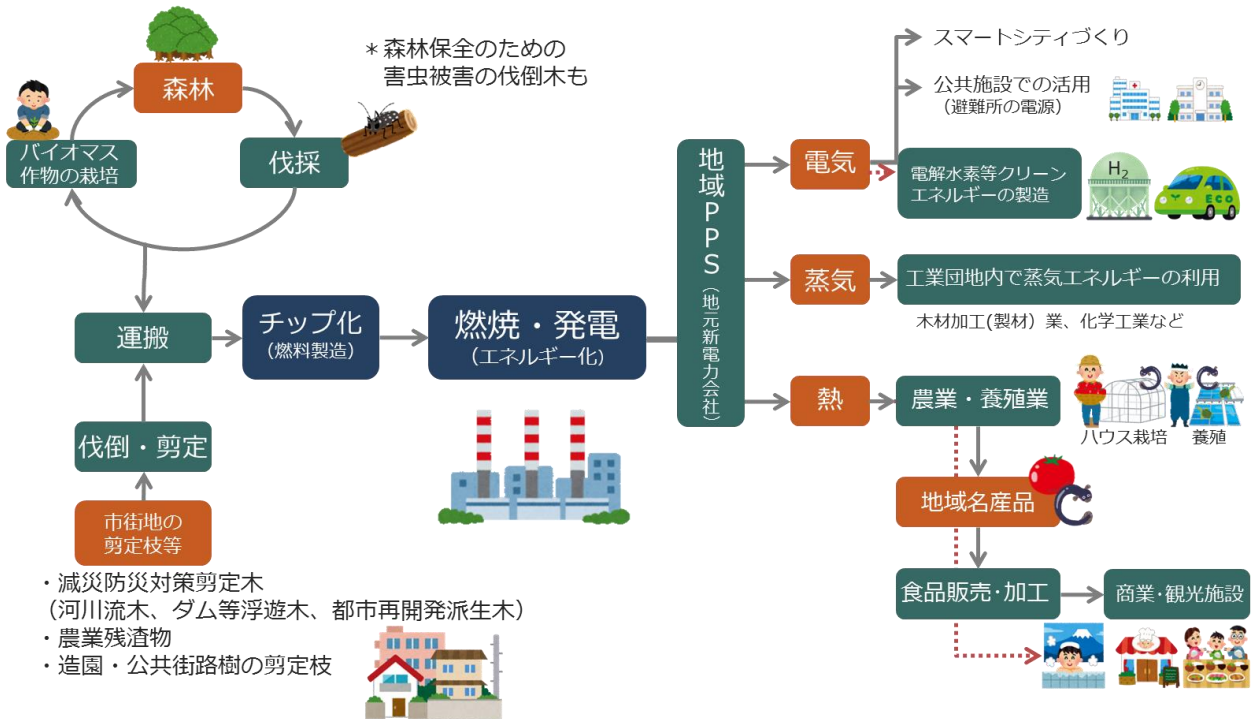 ＊森林保全のための
害虫被害の伐倒木も
森林
バイオマス
作物の栽培
伐採
運搬
チップ化
(燃料製造)
燃焼・発電
(エネルギー化)
伐倒・剪定
市街地の
剪定枝等
・減災防災対策剪定木
（河川流木、ダム等浮遊木、都市再開発派生木）
・農業残渣物
・造園・公共街路樹の剪定枝
地域PPS（地元新電力会社）
電気
スマートシティづくり
公共施設での活用
（避難所の電源）
電解水素等クリーン
エネルギーの製造
H2
ECO
蒸気
工業団地内で蒸気エネルギーの利用
木材加工(製材）業、化学工業など
熱
農業・養殖業
ハウス栽培
養殖
地域名産品
食品販売･加工
商業･観光施設